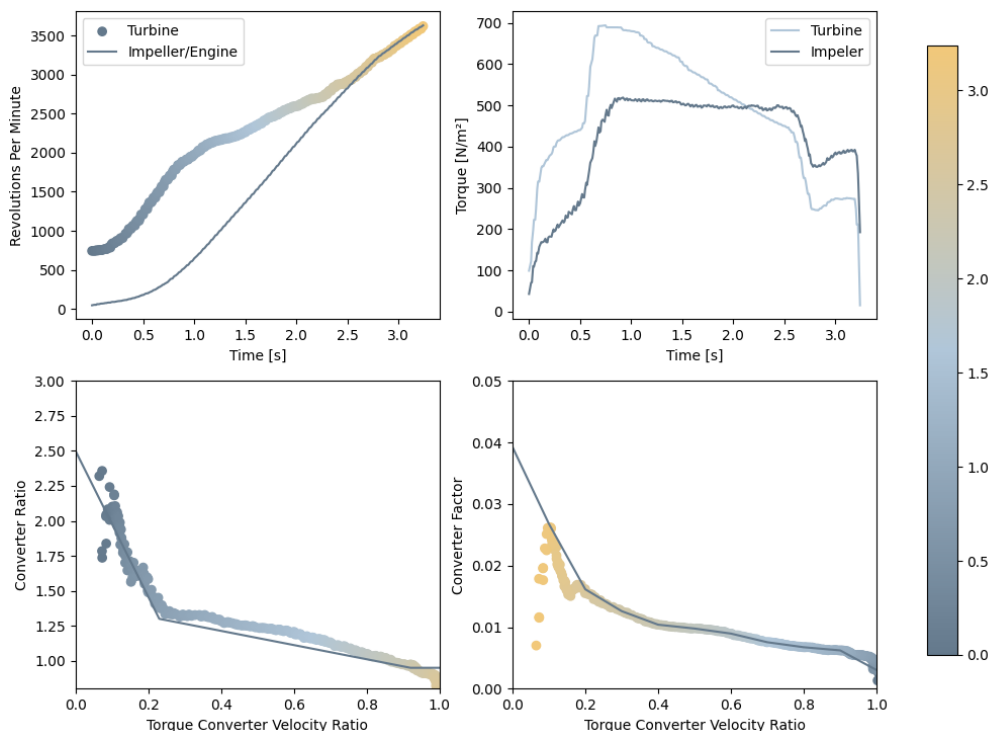 3500
3000
2500
2000
1500
1000
500
0
Revolutions Per Minute
Turbine
Impeller/Engine
0.0 0.5 1.0 1.5 2.0 2.5 3.0
Time [s]
700
600
500
400
300
200
100
0
Torque [N/m²]
Turbine
Impeler
0.0 0.5 1.0 1.5 2.0 2.5 3.0
Time [s]
3.00
2.75
2.50
2.25
2.00
1.75
1.50
1.25
1.00
Converter Ratio
0.0 0.2 0.4 0.6 0.8 1.0
Torque Converter Velocity Ratio
0.05
0.04
0.03
0.02
0.01
0.00
Converter Factor
0.0 0.2 0.4 0.6 0.8 1.0
Torque Converter Velocity Ratio
3.0
2.5
2.0
1.5
1.0
0.5
0.0